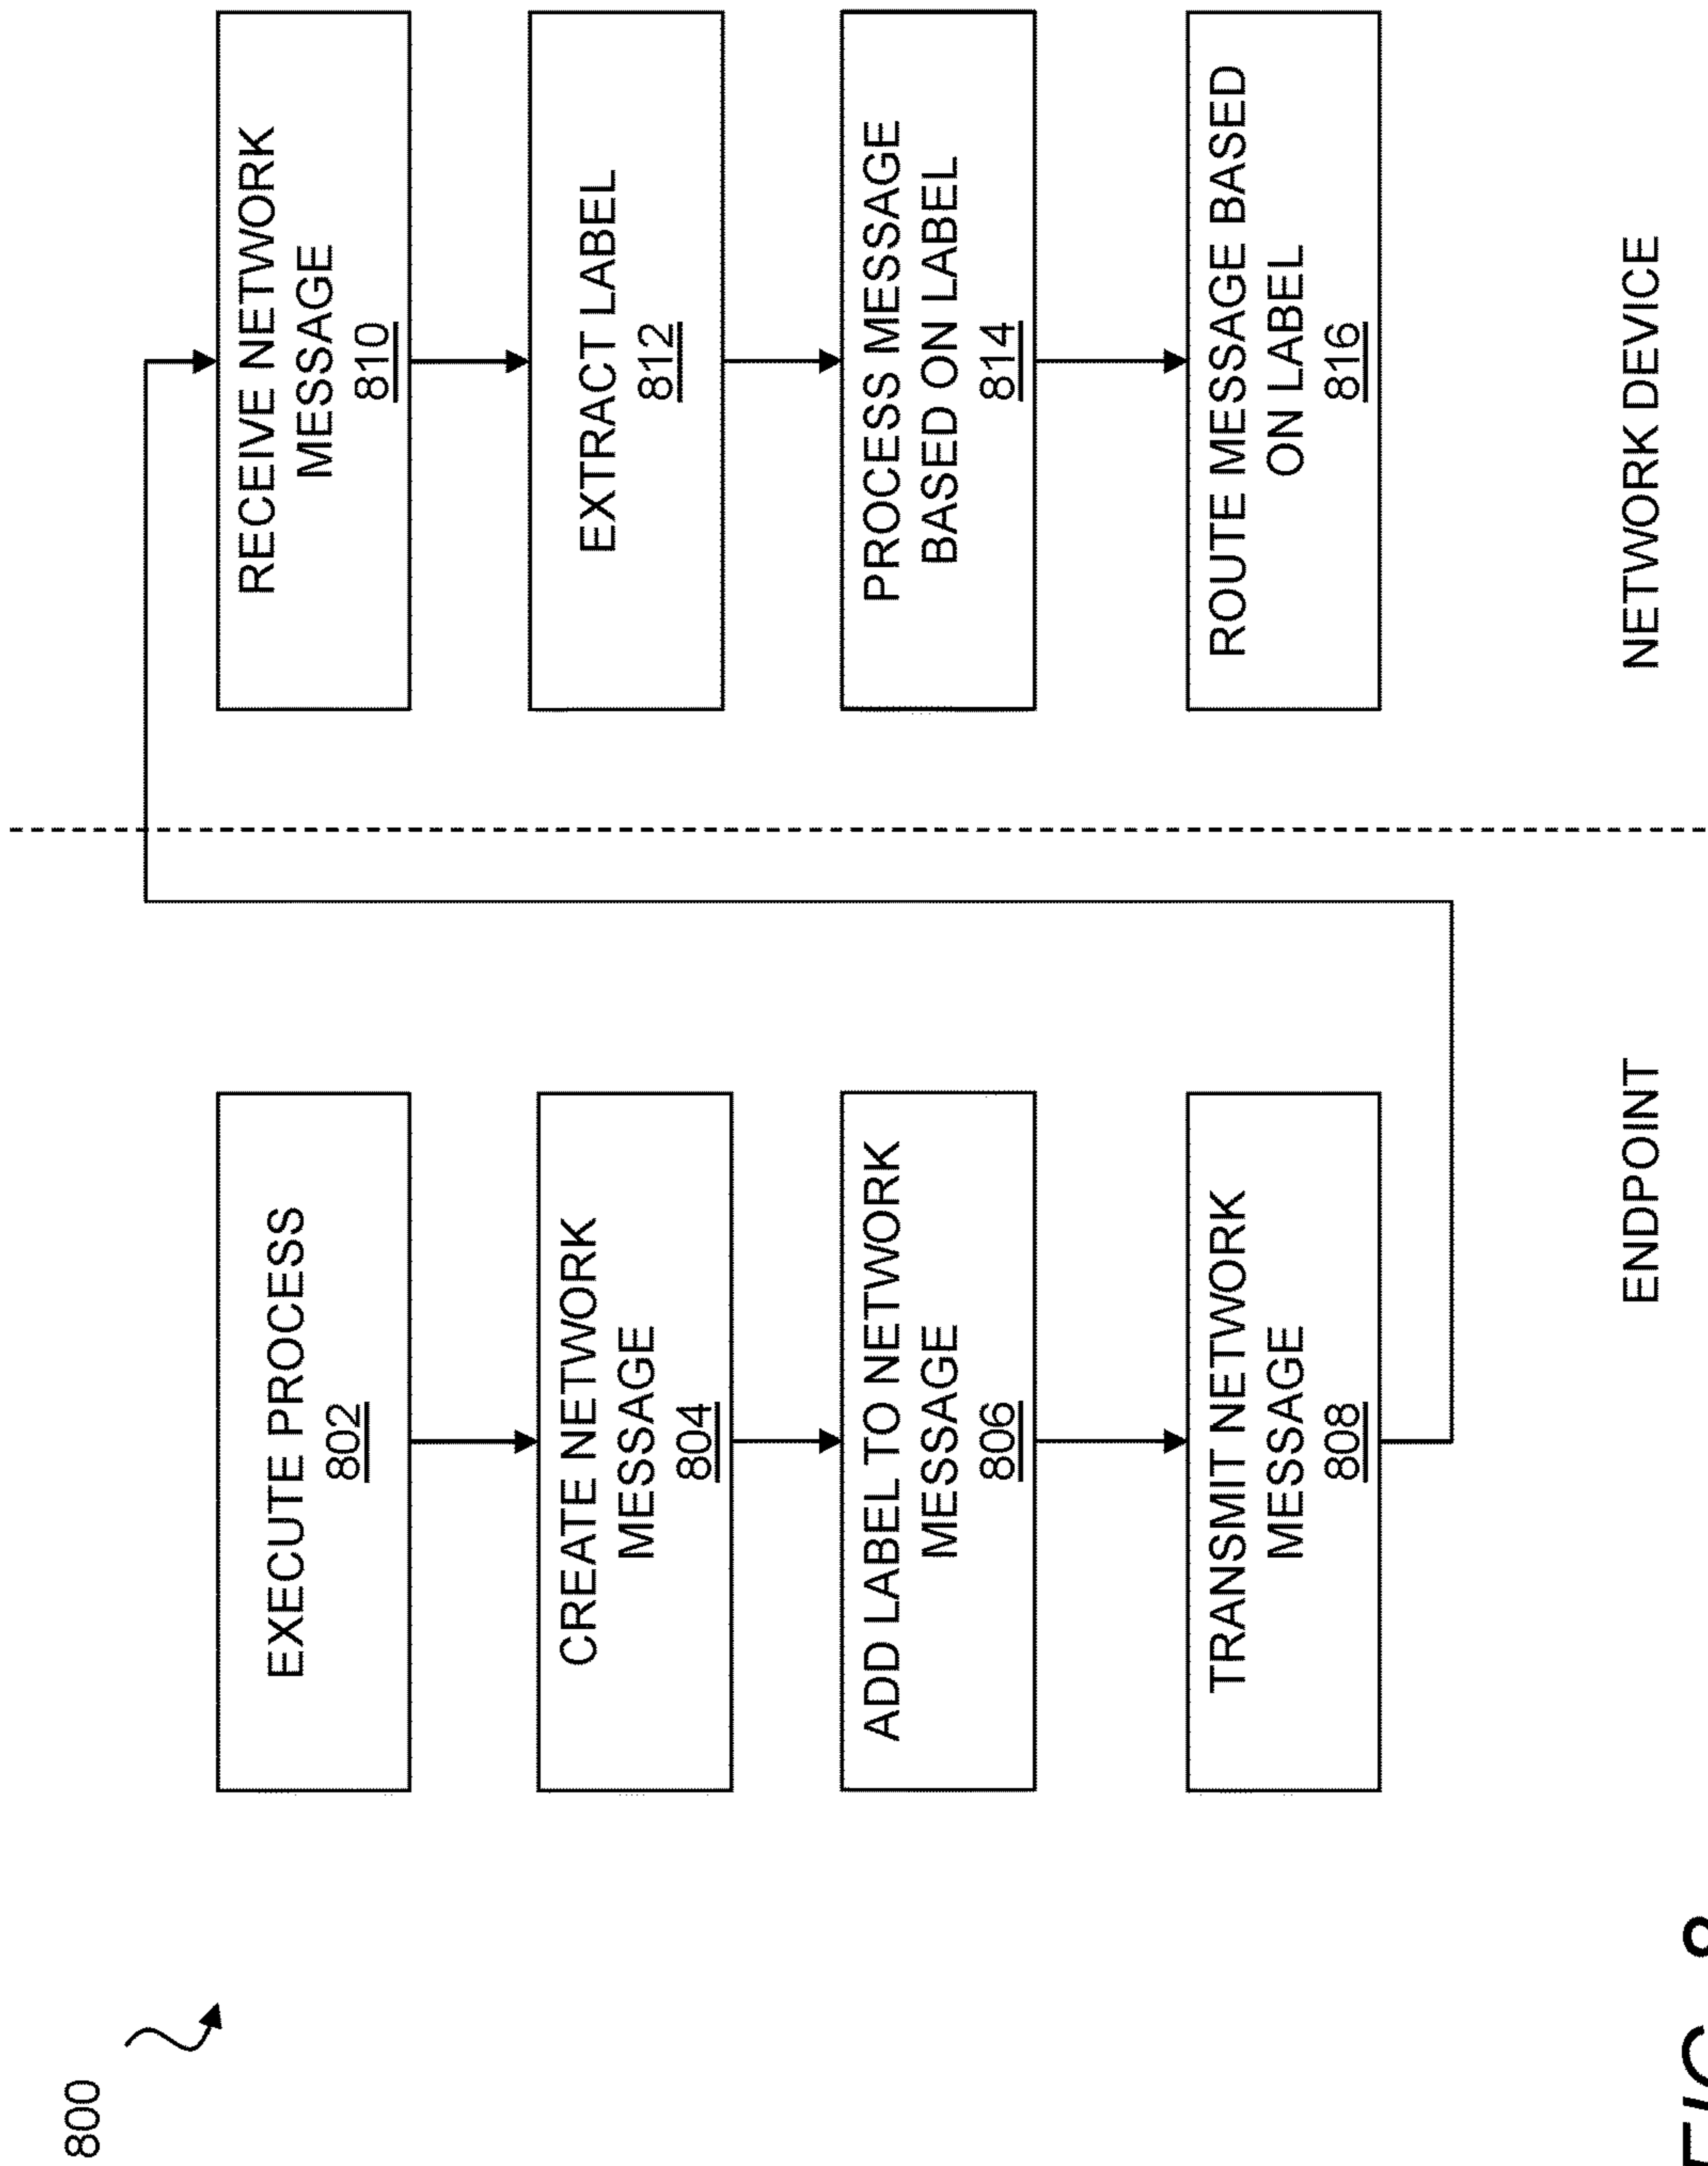 800
EXECUTE PROCESS
802
CREATE NETWORK
MESSAGE
804
ADD LABEL TO NETWORK
MESSAGE
806
TRANSMIT NETWORK
MESSAGE
808
ENDPOINT
RECEIVE NETWORK
MESSAGE
810
EXTRACT LABEL
812
PROCESS MESSAGE
BASED ON LABEL
814
ROUTE MESSAGE BASED
ON LABEL
816
NETWORK DEVICE
FIG. 8